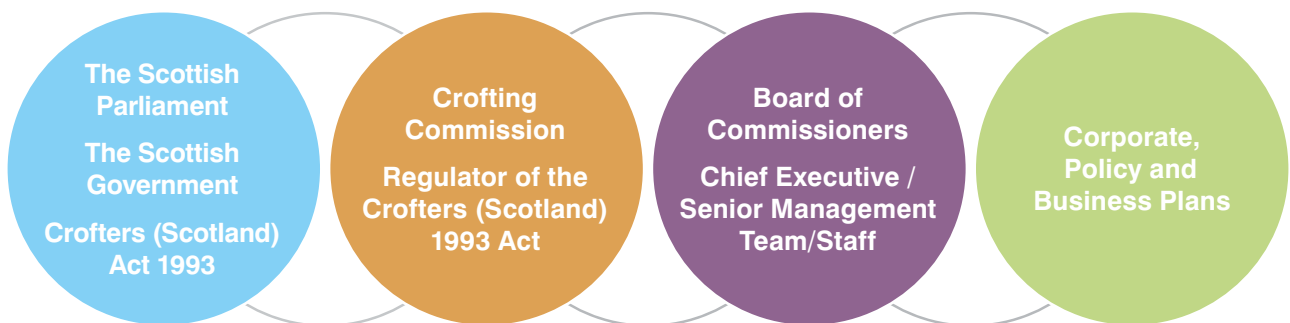 The Scottish
Parliament
The Scottish
Government
Crofters (Scotland)
Act 1993
Crofting
Commission
Regulator of the
Crofters (Scotland)
1993 Act
Board of
Commissioners
Chief Executive /
Senior Management
Team/Staff
Corporate,
Policy and
Business Plans